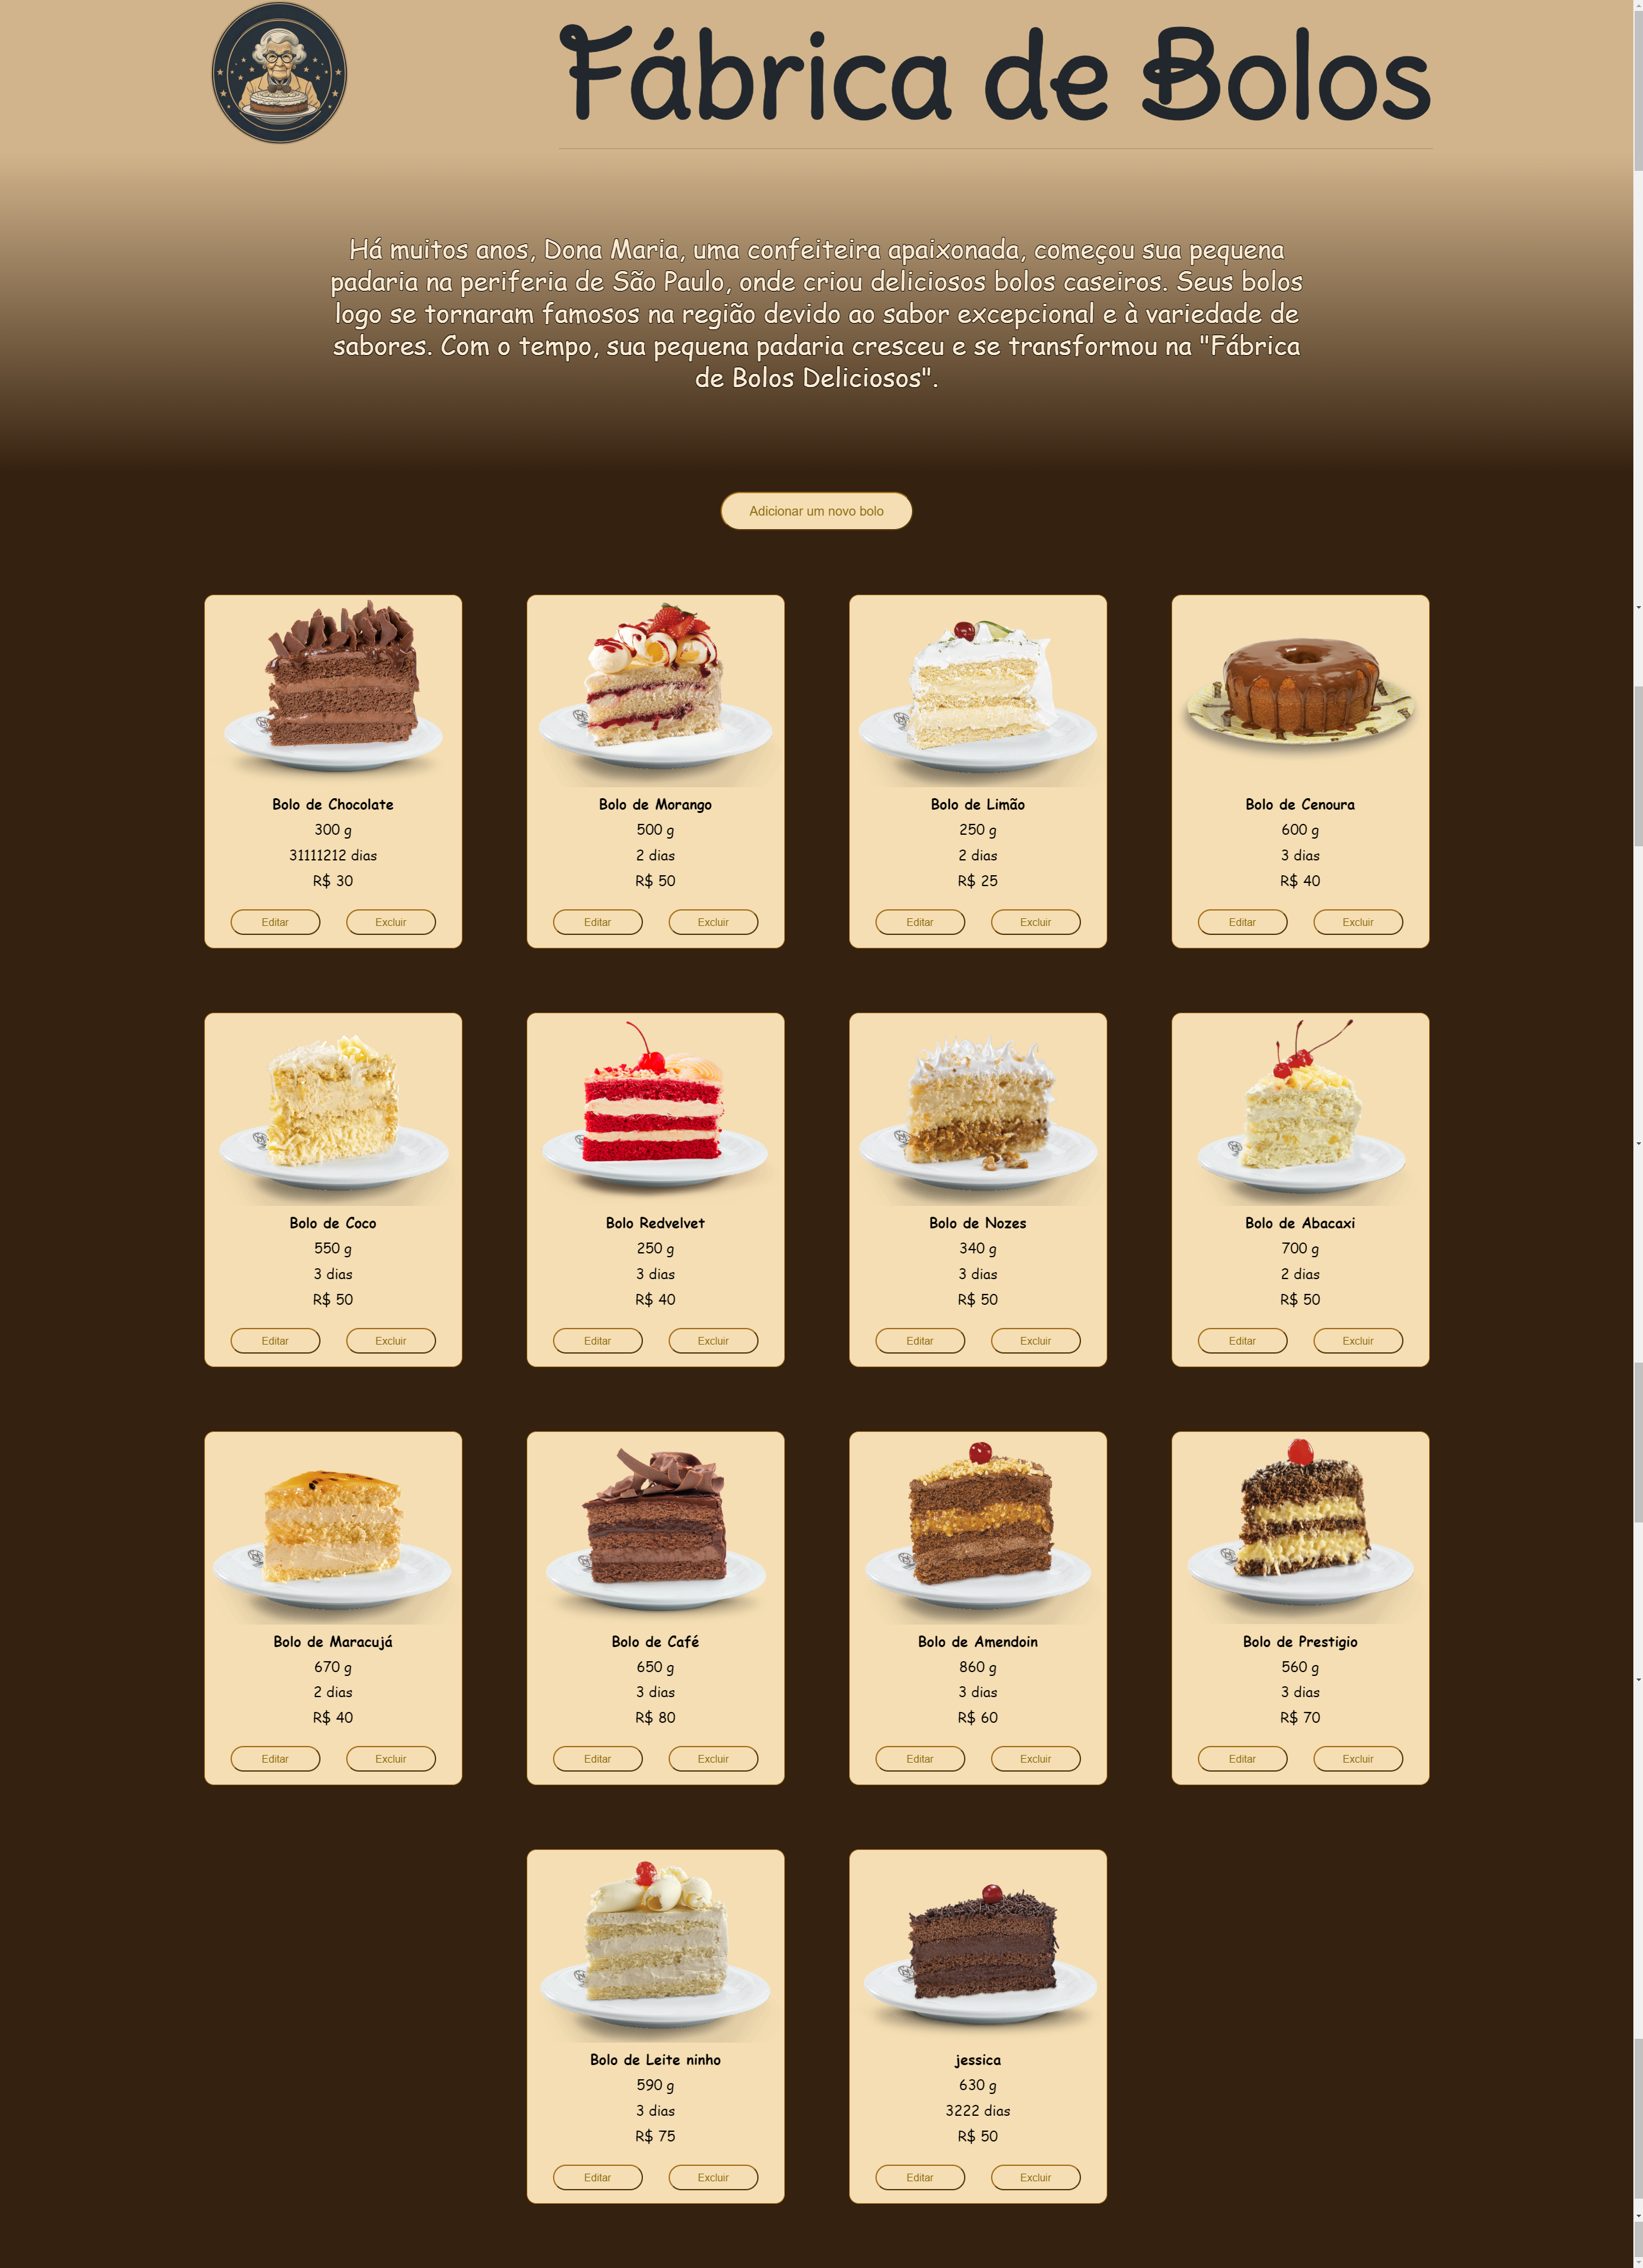 Fábrica de Bolos
Há muitos anos, Dona Maria, uma confeiteira apaixonada, começou sua pequena
padaria na periferia de São Paulo, onde criou deliciosos bolos caseiros. Seus bolos
logo se tornaram famosos na região devido ao sabor excepcional e à variedade de
sabores. Com o tempo, sua pequena padaria cresceu e se transformou na "Fábrica
de Bolos Deliciosos".
Adicionar um novo bolo
Bolo de Chocolate
300 g
31111212 dias
R$ 30
Editar Excluir
Bolo de Morango
500 g
2 dias
R$ 50
Editar Excluir
Bolo de Limão
250 g
2 dias
R$ 25
Editar Excluir
Bolo de Cenoura
600 g
3 dias
R$ 40
Editar Excluir
Bolo de Coco
550 g
3 dias
R$ 50
Editar Excluir
Bolo Redvelvet
250 g
3 dias
R$ 40
Editar Excluir
Bolo de Nozes
340 g
3 dias
R$ 50
Editar Excluir
Bolo de Abacaxi
700 g
2 dias
R$ 50
Editar Excluir
Bolo de Maracujá
670 g
2 dias
R$ 40
Editar Excluir
Bolo de Café
650 g
3 dias
R$ 80
Editar Excluir
Bolo de Amendoin
860 g
3 dias
R$ 60
Editar Excluir
Bolo de Prestigio
560 g
3 dias
R$ 70
Editar Excluir
Bolo de Leite ninho
590 g
3 dias
R$ 75
Editar Excluir
jessica
630 g
3222 dias
R$ 50
Editar Excluir